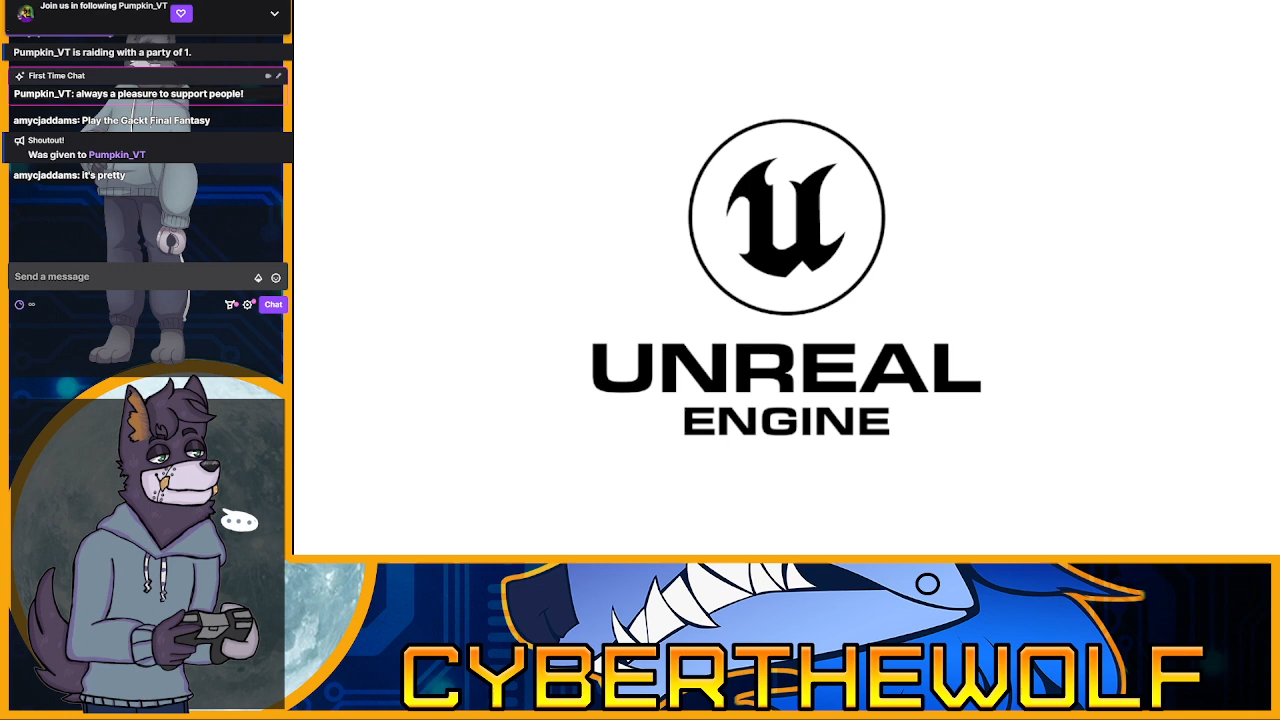 Join us in following Pumpkin_VT
Pumpkin_VT is raiding with a party of 1.
First Time Chat
Pumpkin_VT: always a pleasure to support people!
amycjaddams: Play the Gackt Final Fantasy
Shoutout!
Was given to Pumpkin_VT
amycjaddams: it's pretty
Send a message
∞
Chat
U
UNREAL
ENGINE
CYBERTHEWOLF